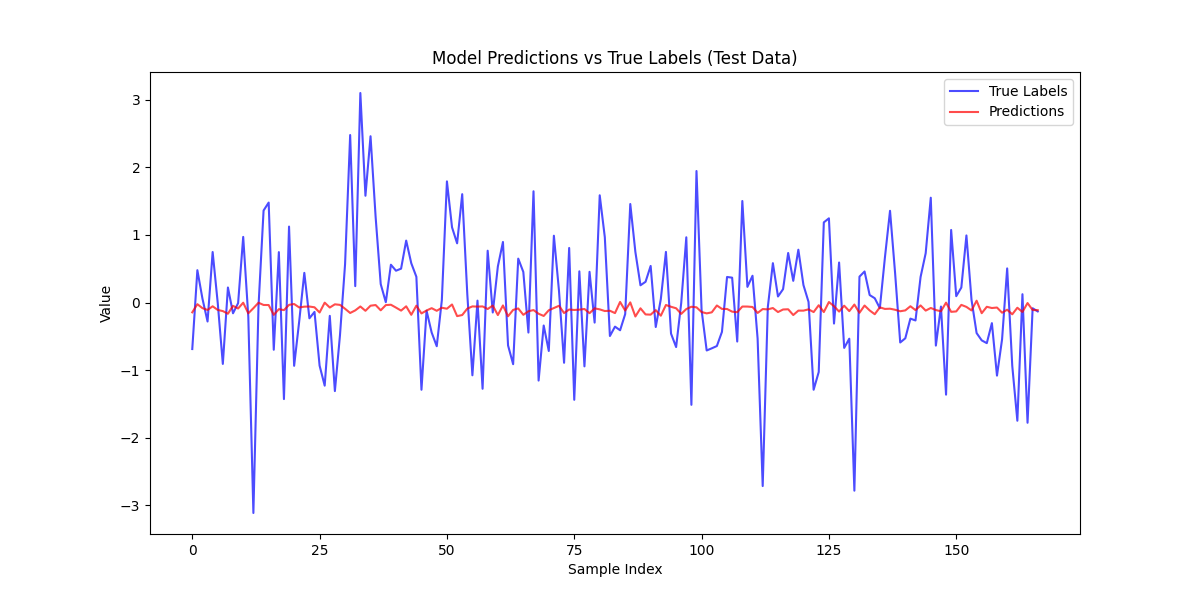 Model Predictions vs True Labels (Test Data)
True Labels
Predictions
Value
3
2
1
0
−1
−2
−3
0 25 50 75 100 125 150
Sample Index